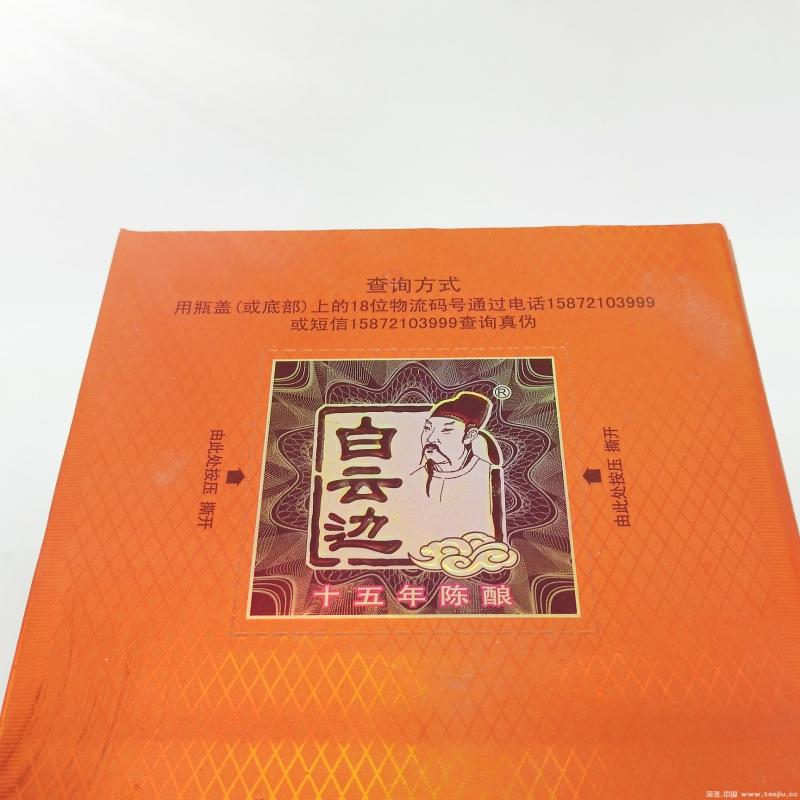 查询方式
用瓶盖(或底部)上的18位物流码号通过电话15872103999
或短信15872103999查询真伪
由此处按压 撕开
白云边®
十五年陈酿
由此处按压 撕开
www.taojiu.cc